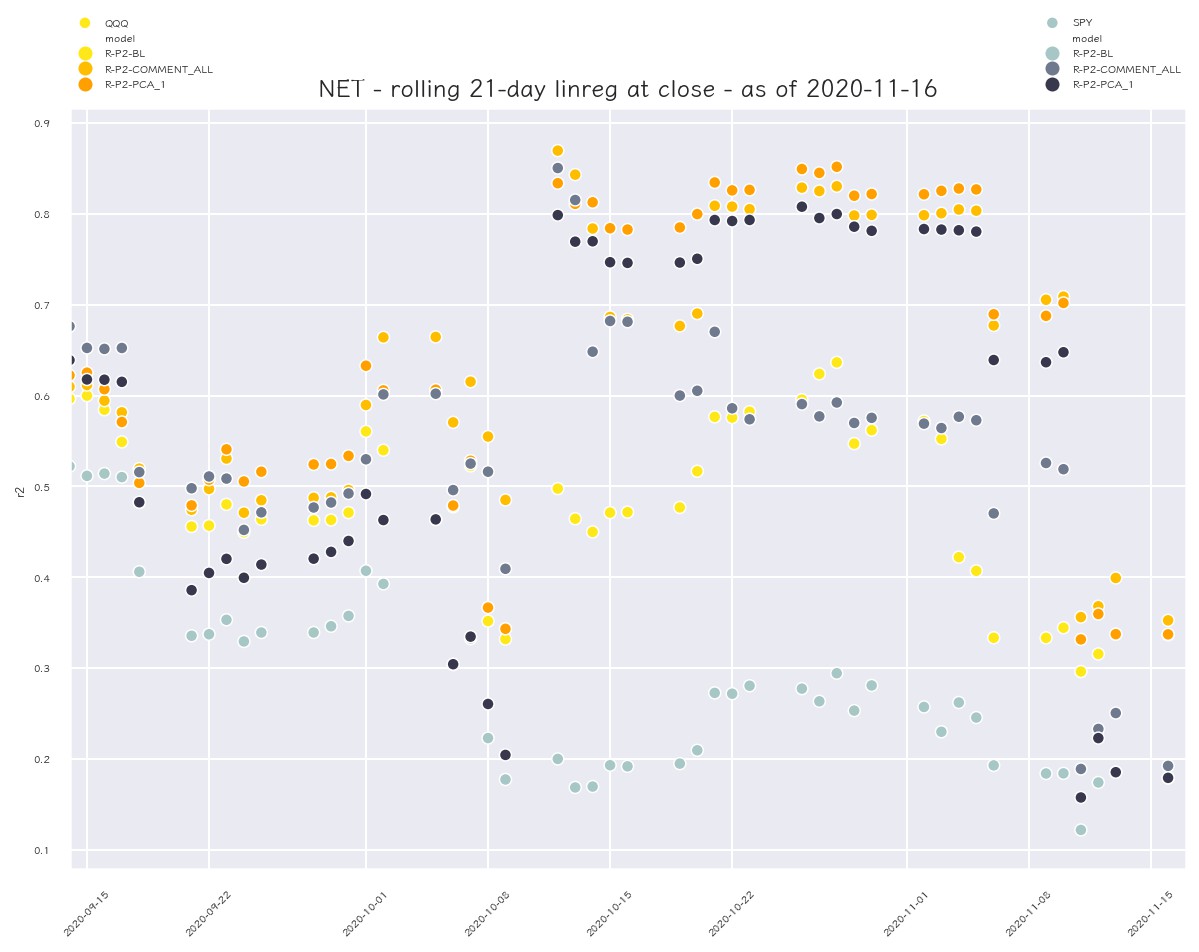 QQQ
model
R-P2-BL
R-P2-COMMENT_ALL
R-P2-PCA_1
SPY
model
R-P2-BL
R-P2-COMMENT_ALL
R-P2-PCA_1
NET - rolling 21-day linreg at close - as of 2020-11-16
0.9
0.8
0.7
0.6
0.5
0.4
0.3
0.2
0.1
r2
2020-09-15
2020-09-22
2020-10-01
2020-10-08
2020-10-15
2020-10-22
2020-11-01
2020-11-08
2020-11-15